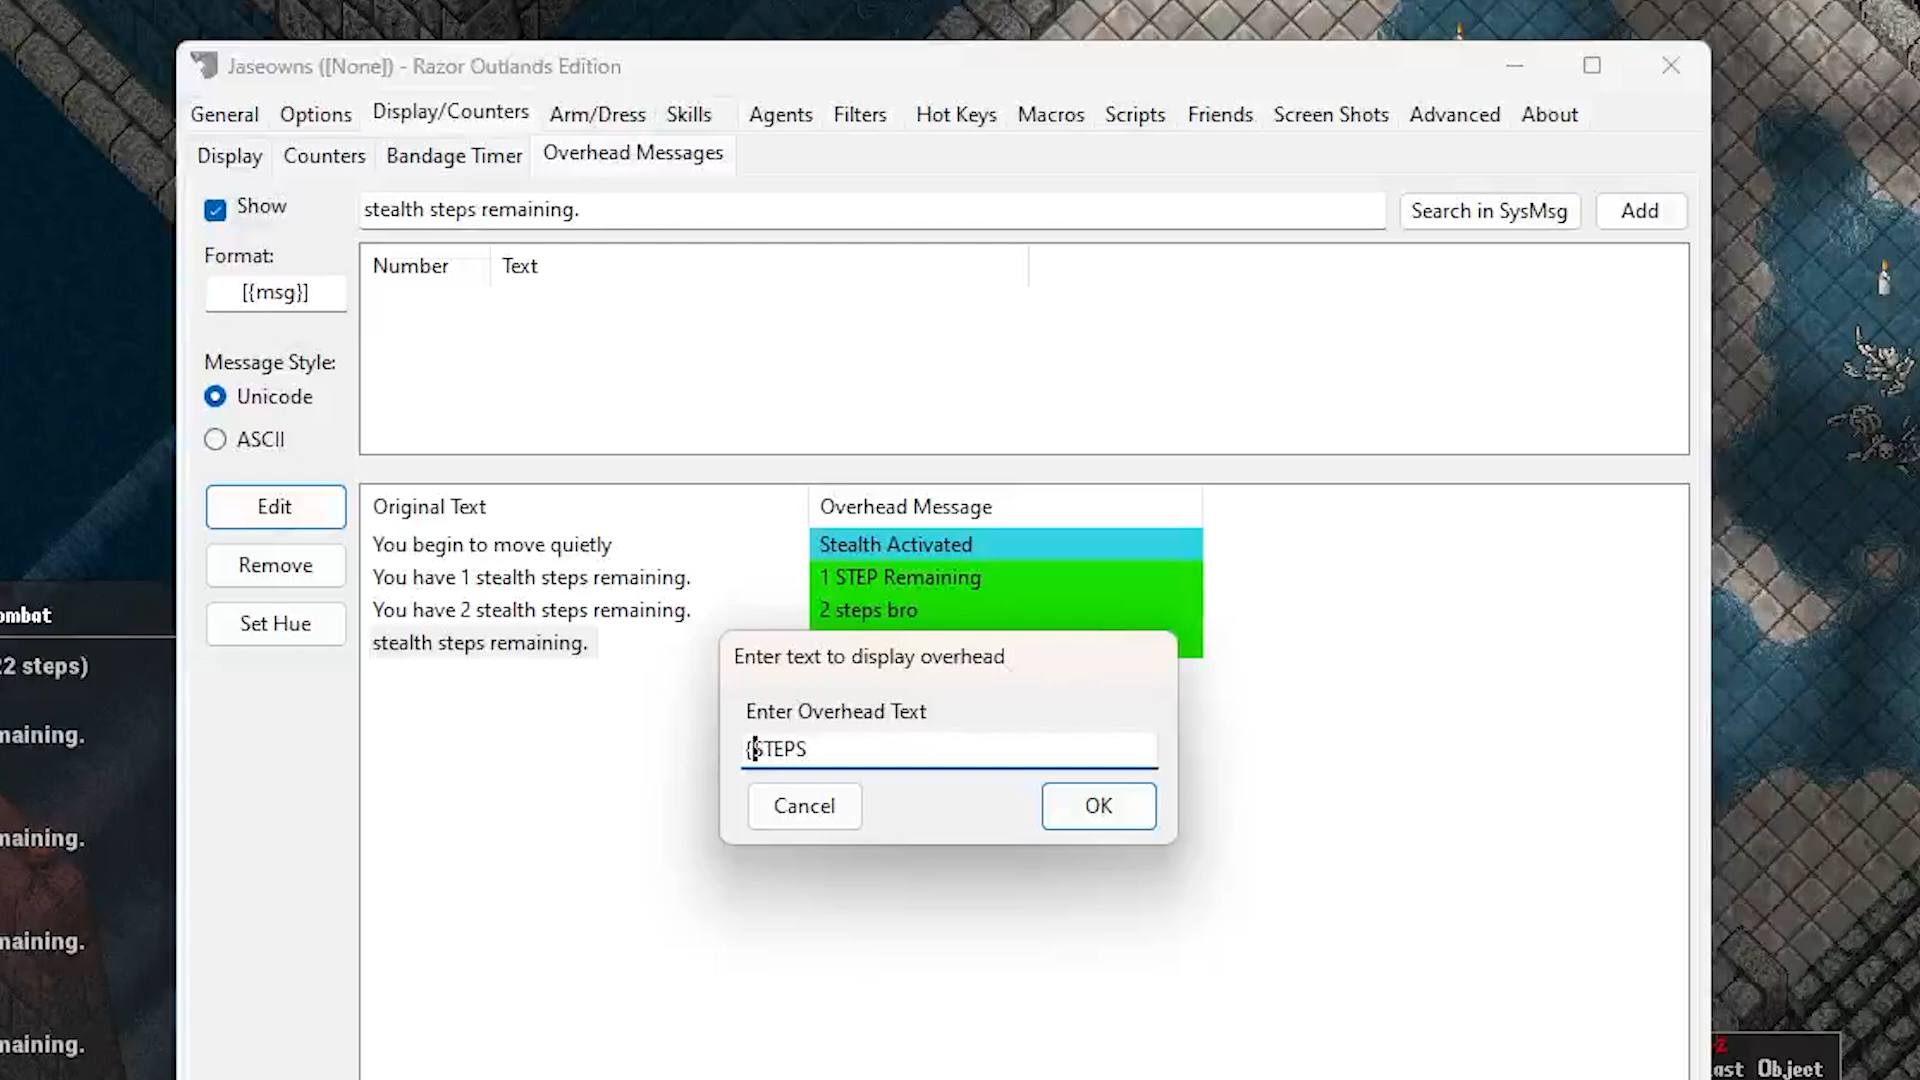 Jaseowns ([None]) - Razor Outlands Edition
General Options Display/Counters Arm/Dress Skills Agents Filters Hot Keys Macros Scripts Friends Screen Shots Advanced About
Display Counters Bandage Timer Overhead Messages
Show
stealth steps remaining.
Search in SysMsg
Add
Format:
[{msg}]
Number Text
Message Style:
Unicode
ASCII
Edit
Remove
Set Hue
Original Text Overhead Message
You begin to move quietly Stealth Activated
You have 1 stealth steps remaining. 1 STEP Remaining
You have 2 stealth steps remaining. 2 steps bro
stealth steps remaining.
Enter text to display overhead
Enter Overhead Text
{STEPS
Cancel
OK
ombat
22 steps)
maining.
maining.
maining.
maining.
ast Object